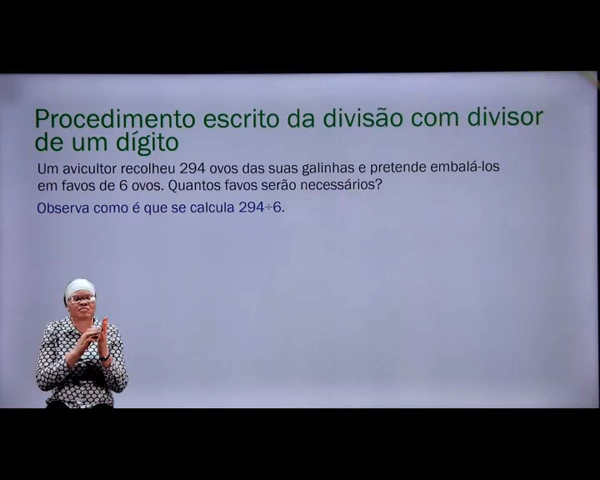 Procedimento escrito da divisão com divisor
de um dígito
Um avicultor recolheu 294 ovos das suas galinhas e pretende embalá-los
em favos de 6 ovos. Quantos favos serão necessários?
Observa como é que se calcula 294÷6.